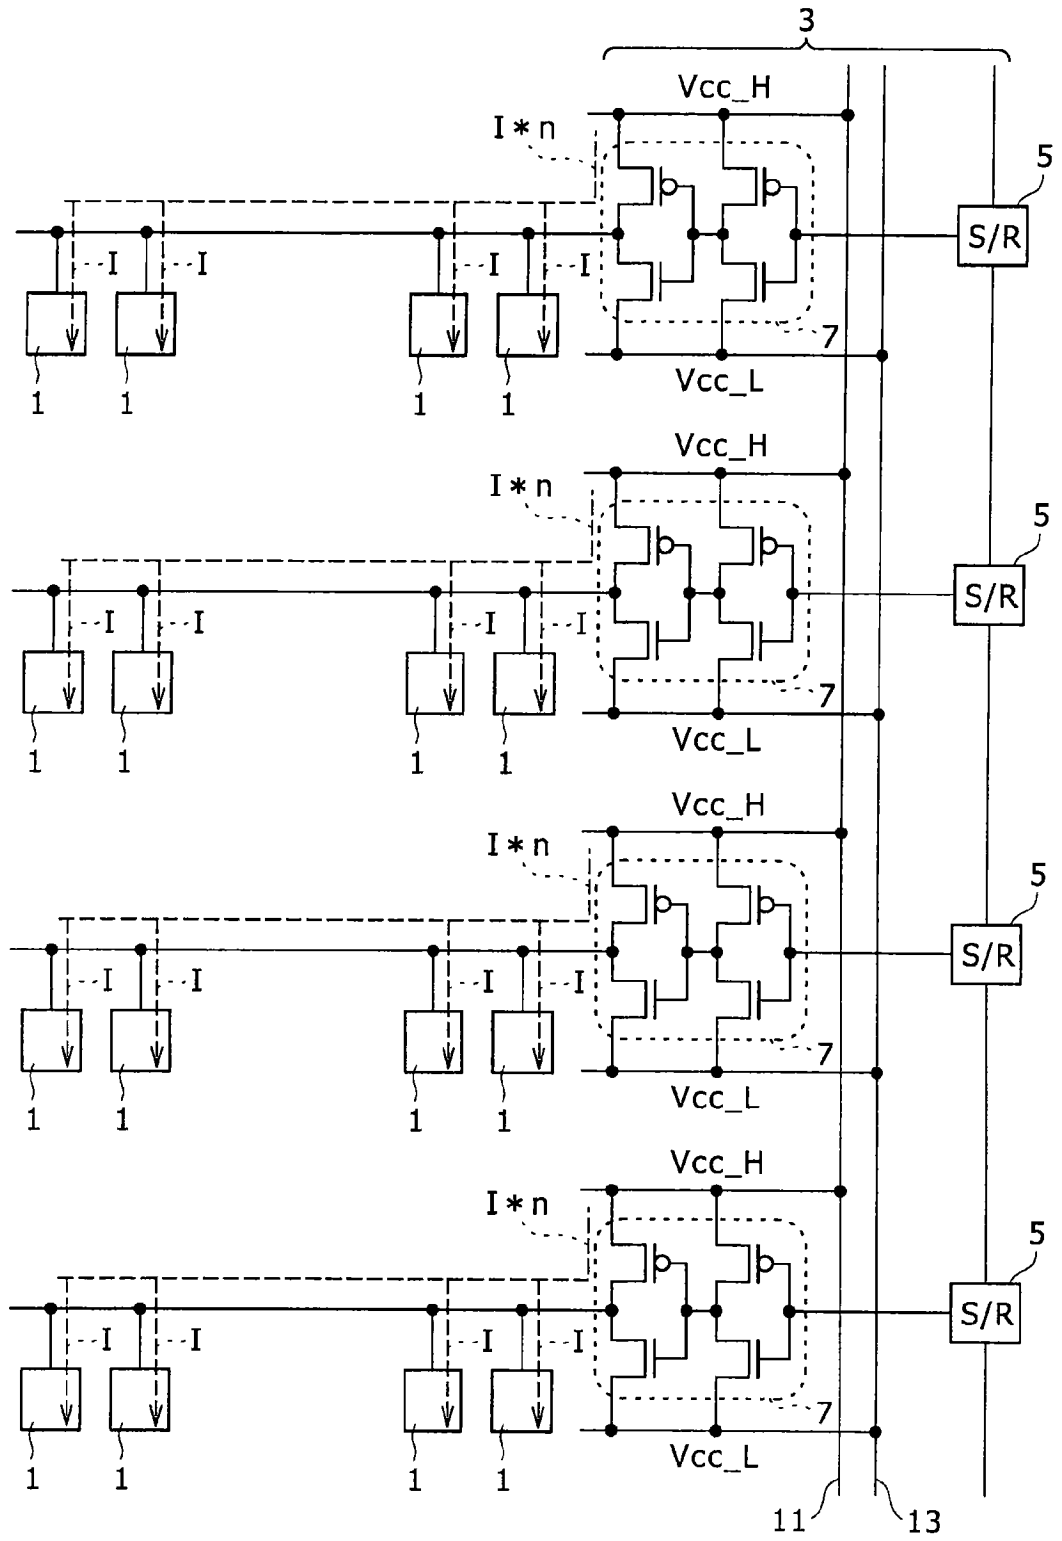 3
Vcc_H
I*n
5
S/R
I I I I
7
1 1 1 1
Vcc_L
Vcc_H
I*n
5
S/R
I I I I
7
1 1 1 1
Vcc_L
Vcc_H
I*n
5
S/R
I I I I
7
1 1 1 1
Vcc_L
Vcc_H
I*n
5
S/R
I I I I
7
1 1 1 1
Vcc_L
11 13